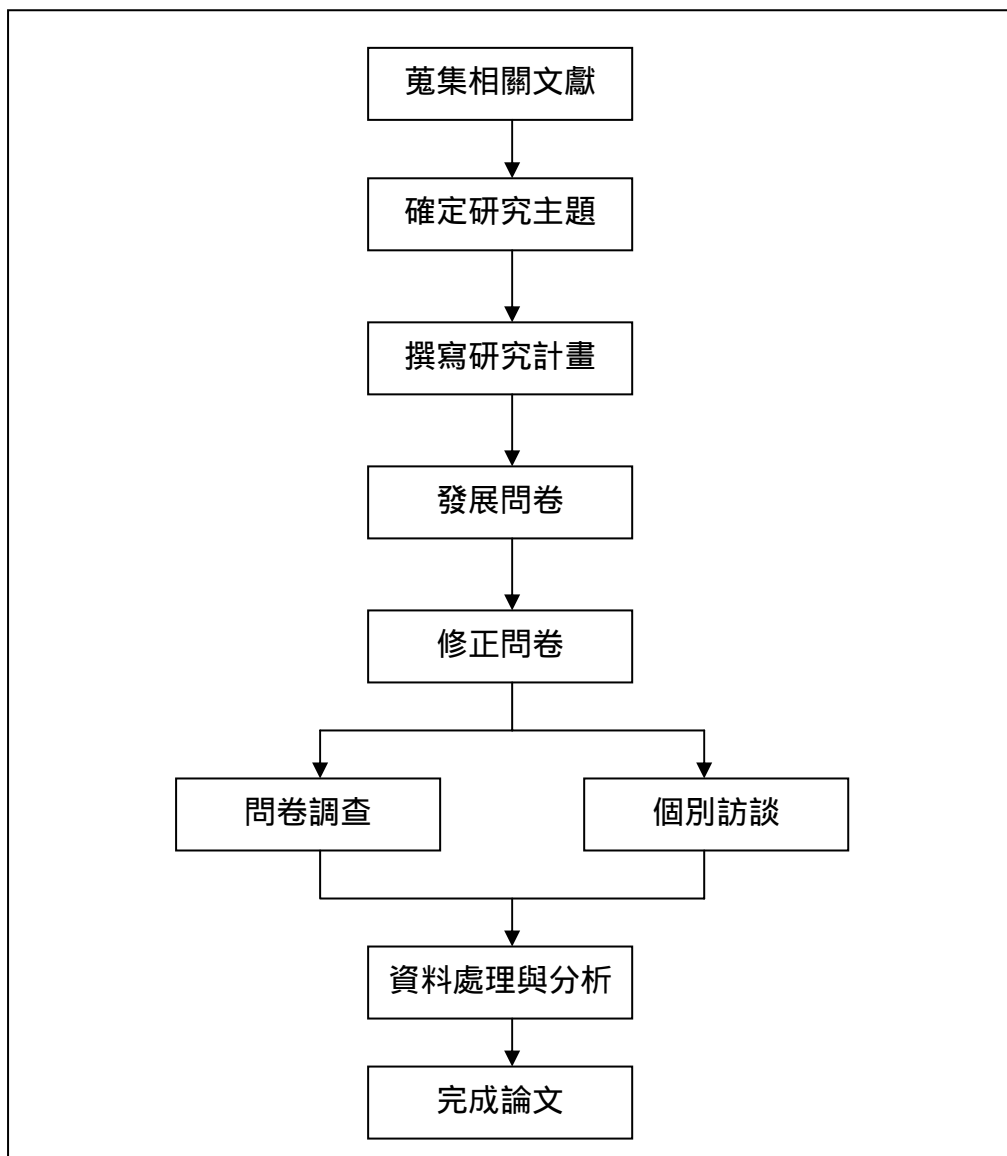 蒐集相關文獻
確定研究主題
撰寫研究計畫
發展問卷
修正問卷
問卷調查
個別訪談
資料處理與分析
完成論文